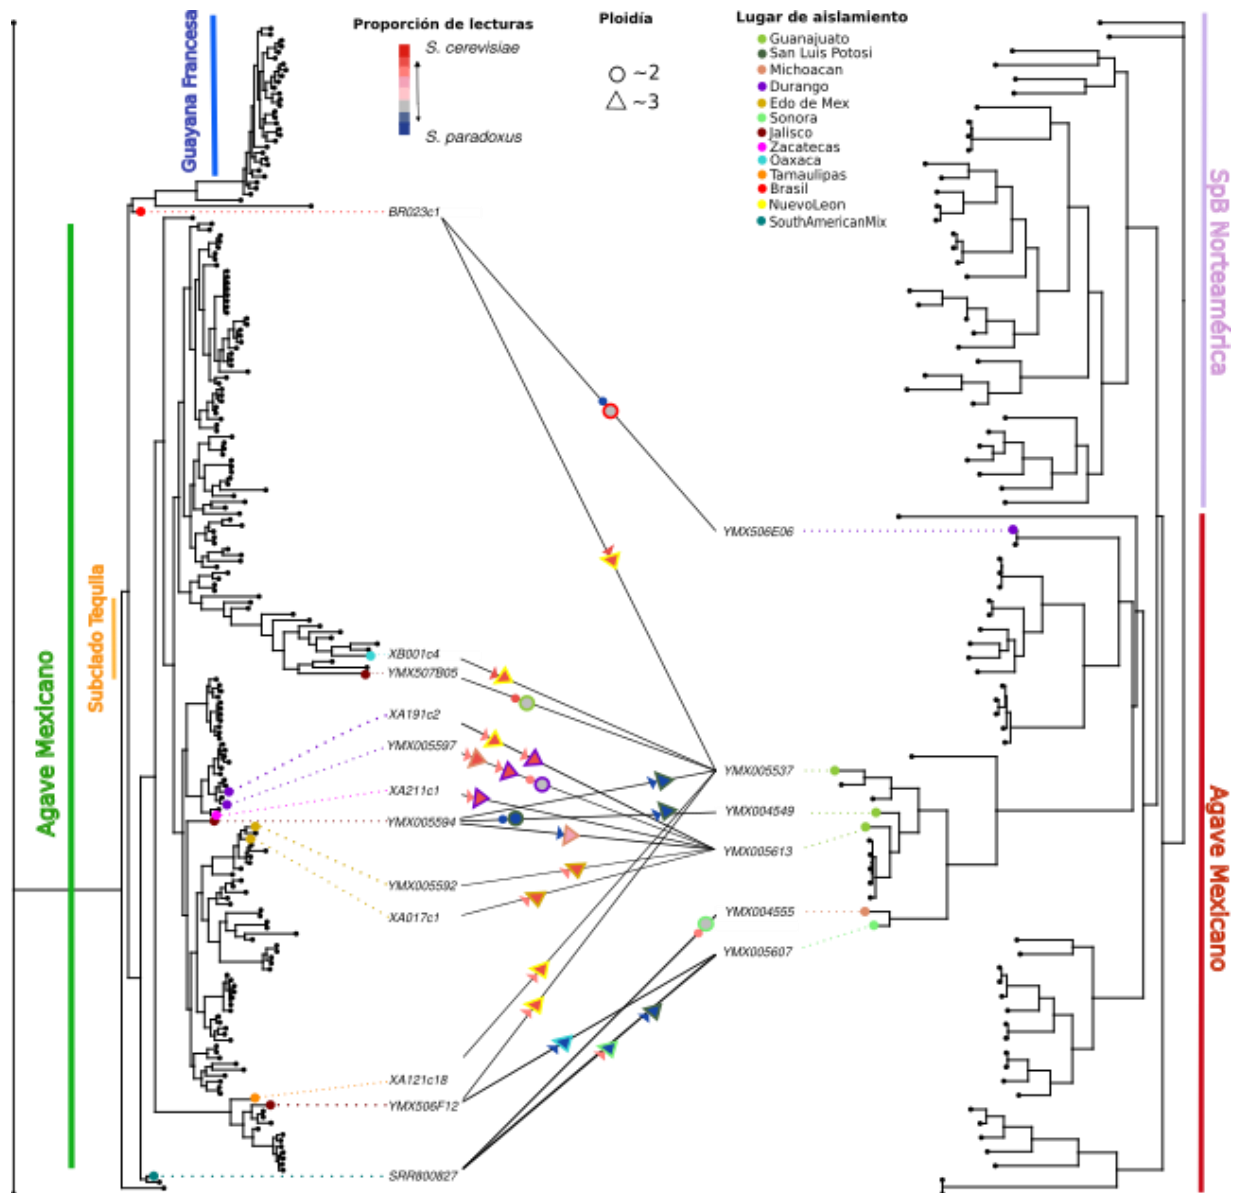 Proporción de lecturas
S. cerevisiae
S. paradoxus
Ploidía
~2
~3
Lugar de aislamiento
Guanajuato
San Luis Potosi
Michoacan
Durango
Edo de Mex
Sonora
Jalisco
Zacatecas
Oaxaca
Tamaulipas
Brasil
NuevoLeon
SouthAmericanMix
Guayana Francesa
Agave Mexicano
Subclado Tequila
BR023c1
XB001c4
YMX507B05
XA191c2
YMX005597
XA211c1
YMX005594
YMX005592
XA017c1
XA121c18
YMX506F12
SRR800827
YMX506E06
YMX005537
YMX004549
YMX005613
YMX004555
YMX005607
SpB Norteamérica
Agave Mexicano